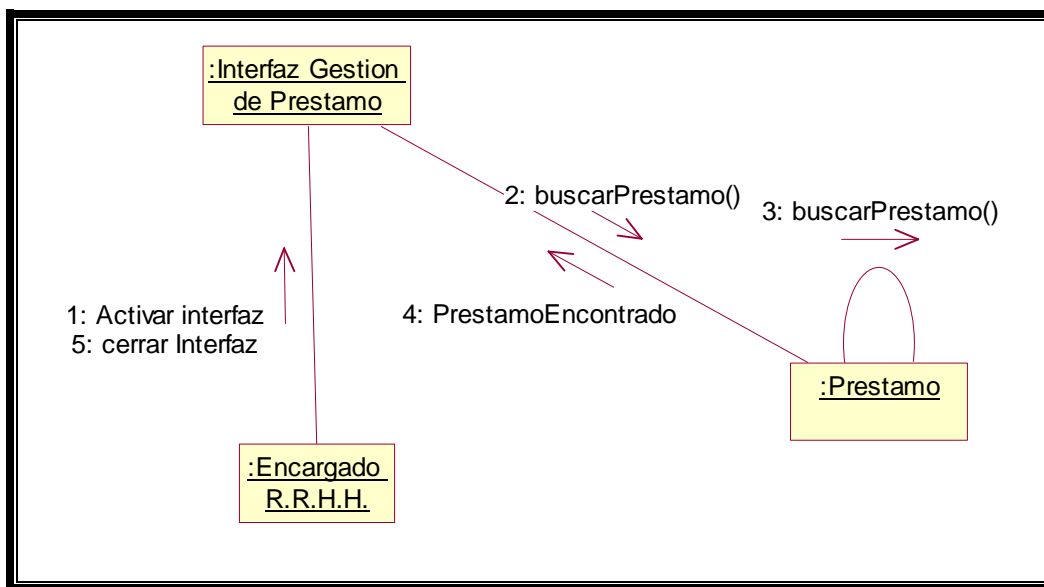 :Interfaz Gestion
de Prestamo
2: buscarPrestamo()
3: buscarPrestamo()
1: Activar interfaz
5: cerrar Interfaz
4: PrestamoEncontrado
:Prestamo
:Encargado
R.R.H.H.